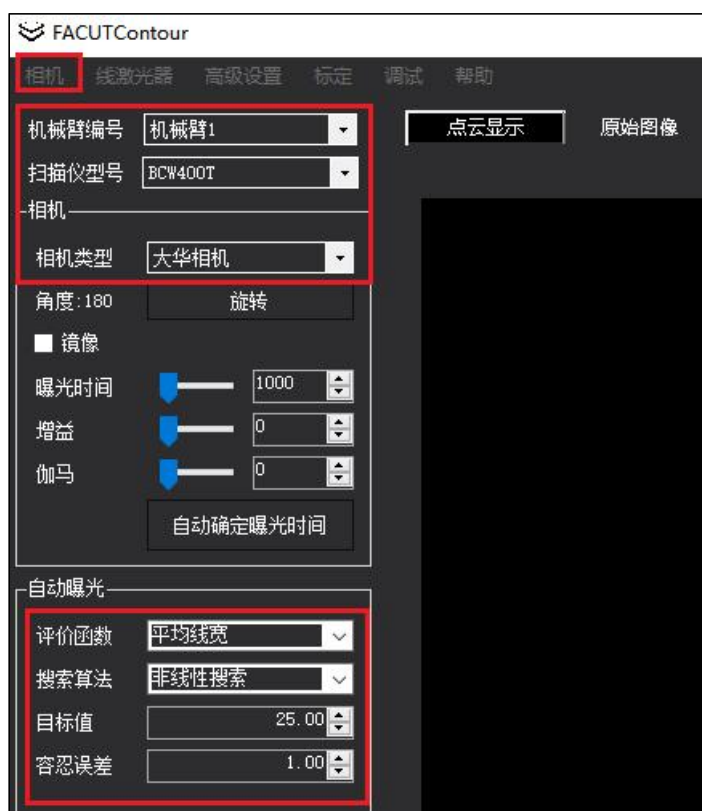 FACUTContour
相机 线激光器 高级设置 标定 调试 帮助
机械臂编号 机械臂1 点云显示 原始图像
扫描仪型号 BCW400T
相机
相机类型 大华相机
角度:180 旋转
镜像
曝光时间 1000
增益 0
伽马 0
自动确定曝光时间
自动曝光
评价函数 平均线宽
搜索算法 非线性搜索
目标值 25.00
容忍误差 1.00